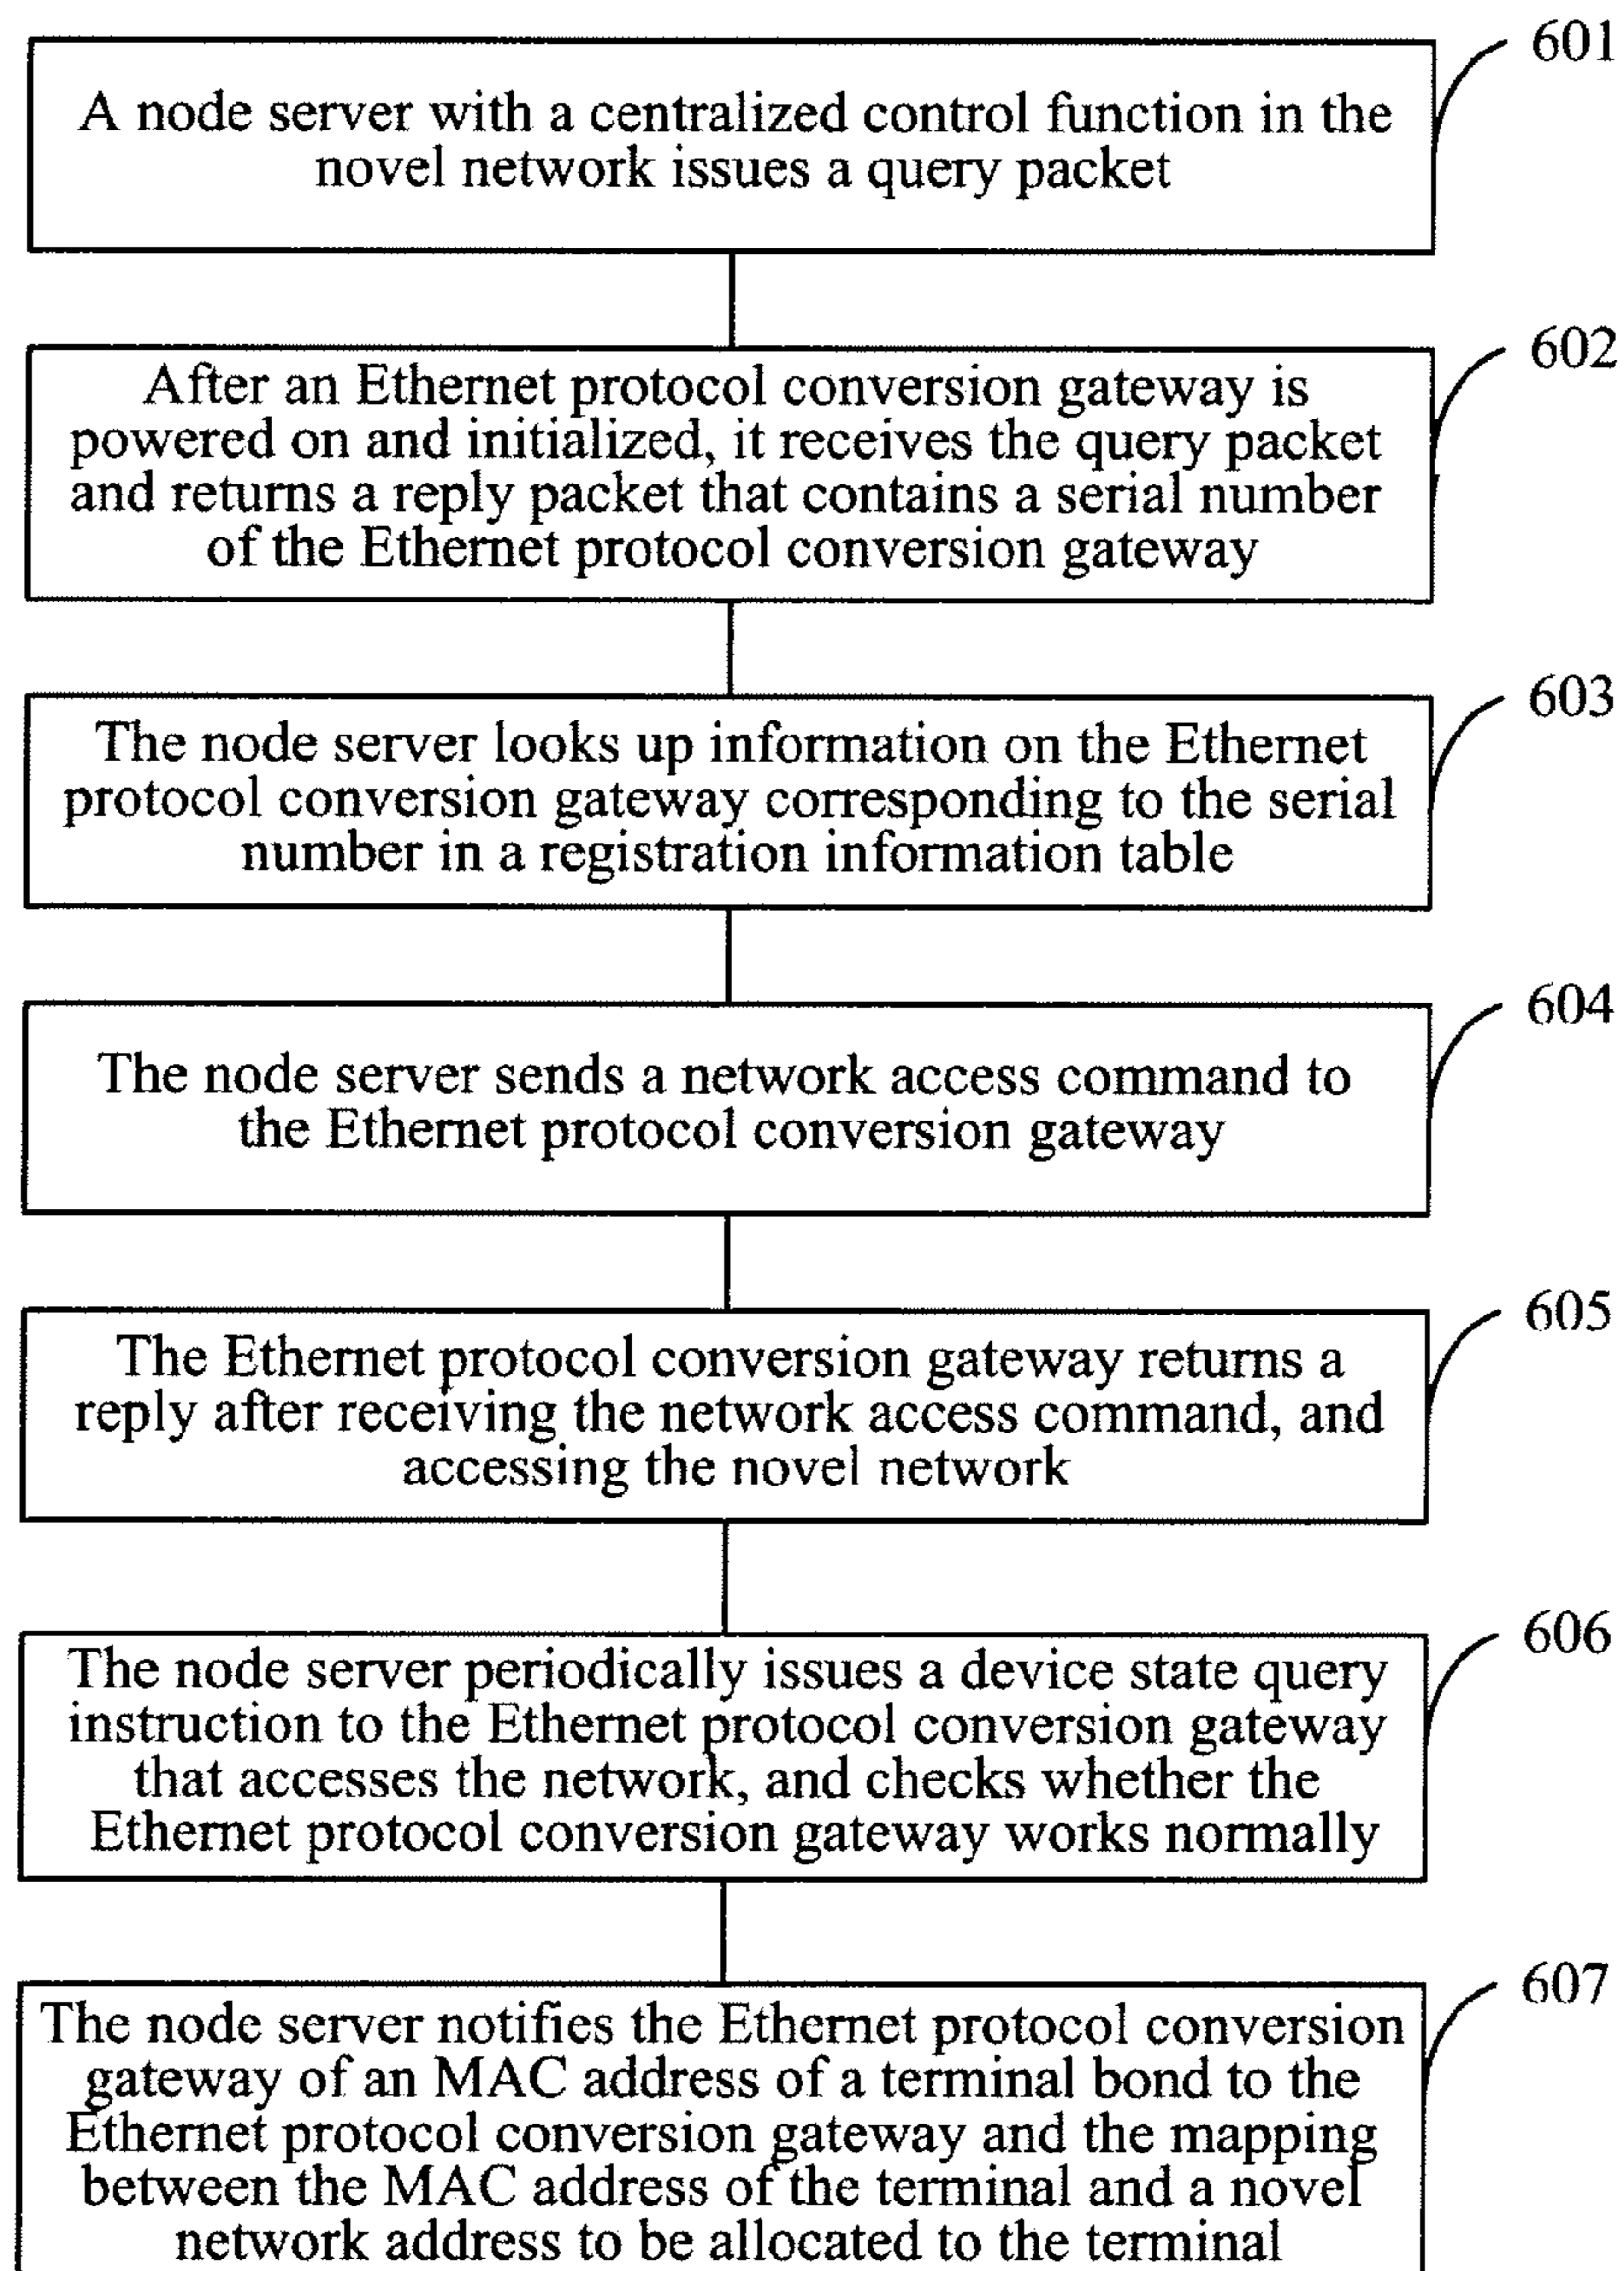 601
A node server with a centralized control function in the
novel network issues a query packet
602
After an Ethernet protocol conversion gateway is
powered on and initialized, it receives the query packet
and returns a reply packet that contains a serial number
of the Ethernet protocol conversion gateway
603
The node server looks up information on the Ethernet
protocol conversion gateway corresponding to the serial
number in a registration information table
604
The node server sends a network access command to
the Ethernet protocol conversion gateway
605
The Ethernet protocol conversion gateway returns a
reply after receiving the network access command, and
accessing the novel network
606
The node server periodically issues a device state query
instruction to the Ethernet protocol conversion gateway
that accesses the network, and checks whether the
Ethernet protocol conversion gateway works normally
607
The node server notifies the Ethernet protocol conversion
gateway of an MAC address of a terminal bond to the
Ethernet protocol conversion gateway and the mapping
between the MAC address of the terminal and a novel
network address to be allocated to the terminal